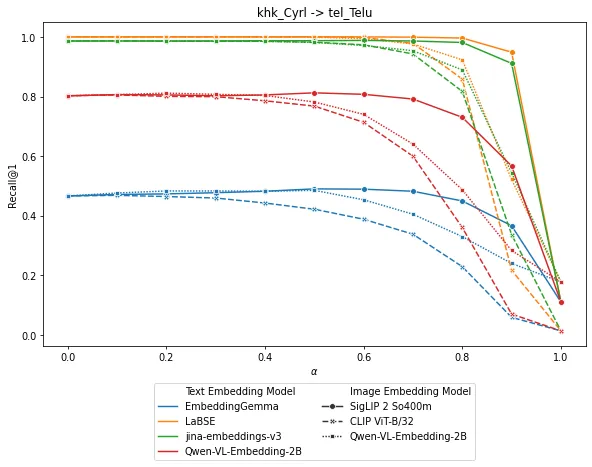 khk_Cyrl -> tel_Telu
Recall@1
1.0
0.8
0.6
0.4
0.2
0.0
0.0 0.2 0.4 0.6 0.8 1.0
α
Text Embedding Model
EmbeddingGemma
LaBSE
jina-embeddings-v3
Qwen-VL-Embedding-2B
Image Embedding Model
SigLIP 2 So400m
CLIP ViT-B/32
Qwen-VL-Embedding-2B